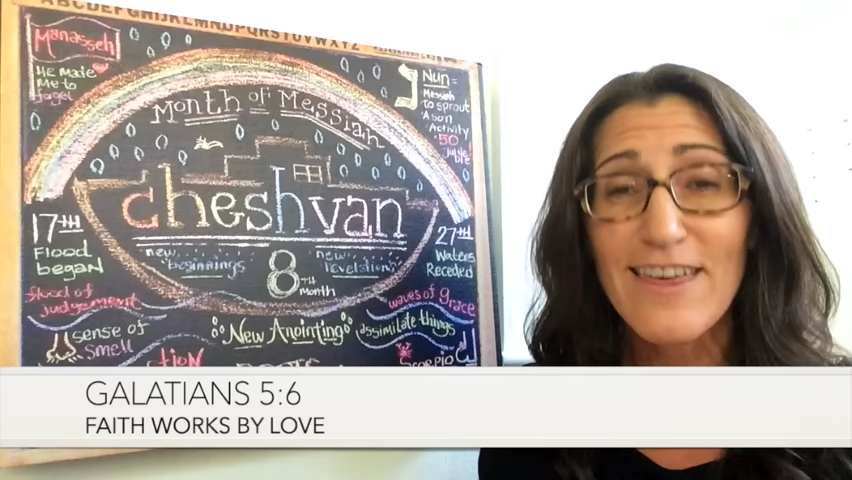 ABCDEFGHIJKLMNOPQRSTUVWXYZ
Manasseh
He made
Me to
forget
Month of Messiah
Nun =
Messiah
to sprout
A son
Activity
50
Jubilee
cheshvan
17TH
Flood
began
flood of
judgement
new
beginnings
8TH
month
new
revelations
27TH
Waters
Receded
waves of grace
New Anointing
assimilate things
sense of
smell
Scorpio
GALATIANS 5:6
FAITH WORKS BY LOVE